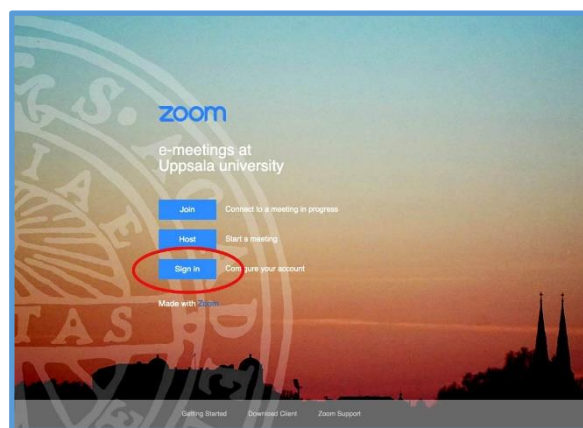 zoom
e-meetings at
Uppsala university
Join Connect to a meeting in progress
Host Start a meeting
Sign in Configure your account
Made with Zoom
Getting Started Download Client Zoom Support